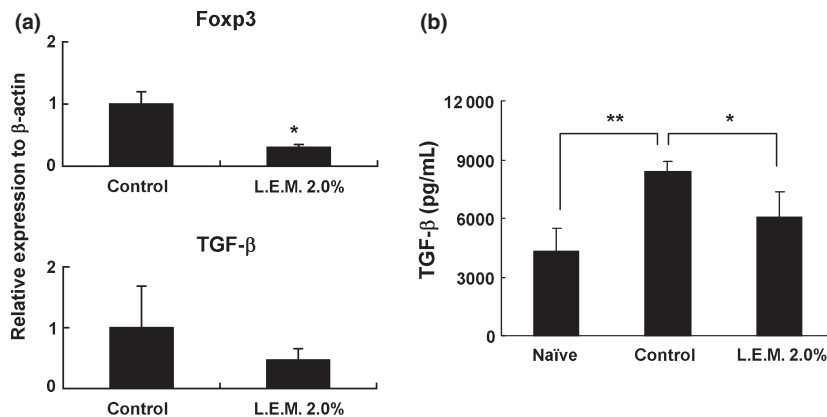 (a)
Foxp3
Relative expression to β-actin
2
1
0
*
Control L.E.M. 2.0%
TGF-β
2
1
0
Control L.E.M. 2.0%
(b)
TGF-β (pg/mL)
12 000
9000
6000
3000
0
** *
Naïve Control L.E.M. 2.0%